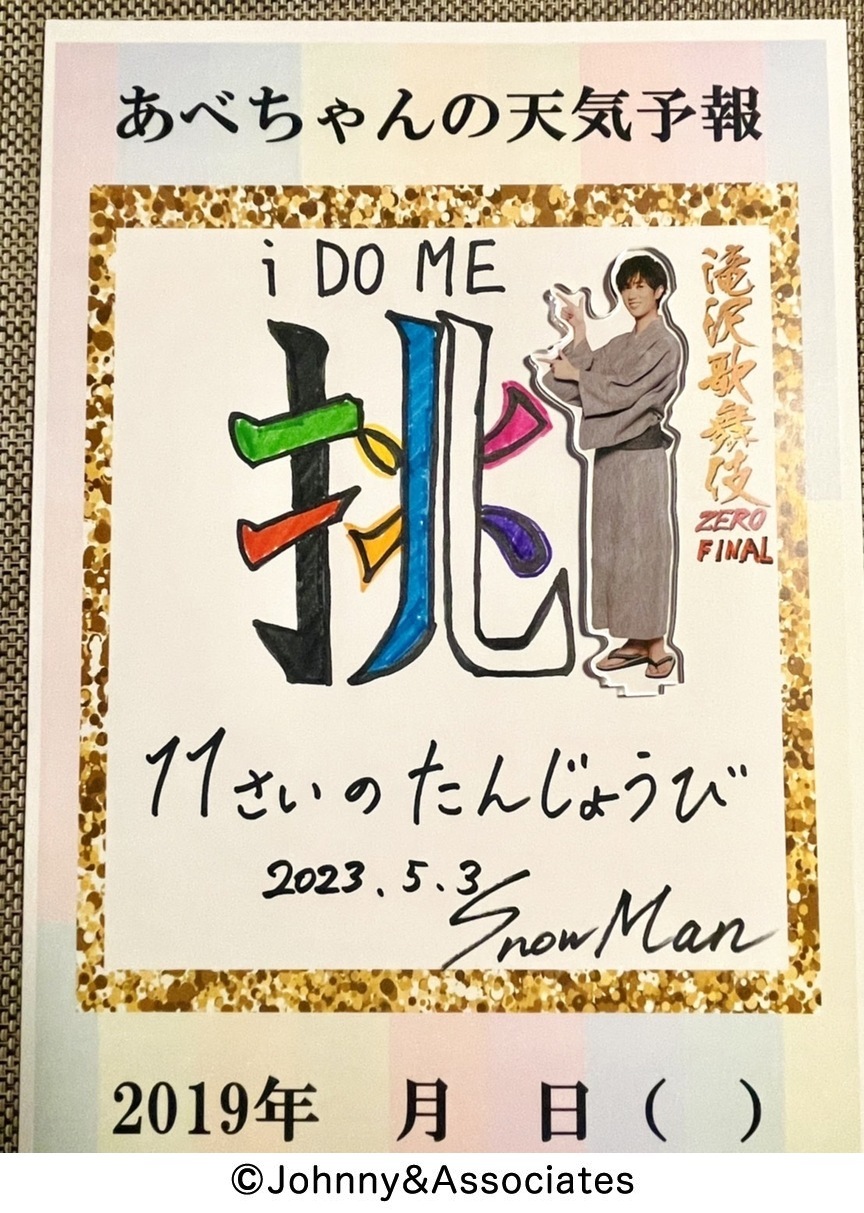 あべちゃんの天気予報
i DO ME
挑
滝沢歌舞伎
ZERO
FINAL
11さいのたんじょうび
2023.5.3
Snow Man
2019年 月 日( )
©Johnny&Associates